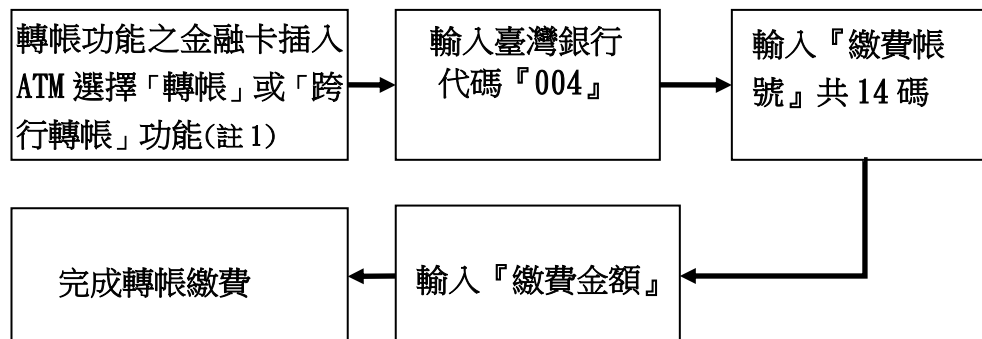 轉帳功能之金融卡插入
ATM 選擇「轉帳」或「跨
行轉帳」功能(註 1)
輸入臺灣銀行
代碼『004』
輸入『繳費帳
號』共 14 碼
輸入『繳費金額』
完成轉帳繳費